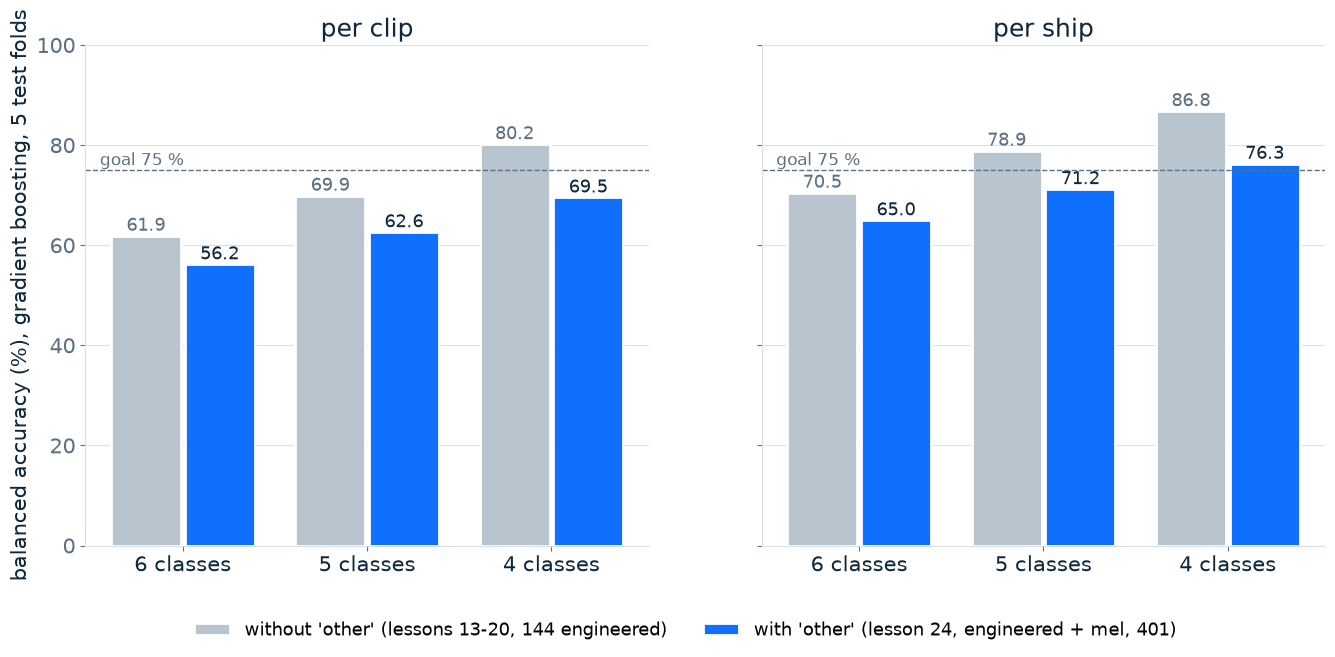 balanced accuracy (%), gradient boosting, 5 test folds
per clip
100
80
60
40
20
0
goal 75 %
61.9
56.2
69.9
62.6
80.2
69.5
6 classes
5 classes
4 classes
per ship
goal 75 %
70.5
65.0
78.9
71.2
86.8
76.3
6 classes
5 classes
4 classes
without 'other' (lessons 13-20, 144 engineered)
with 'other' (lesson 24, engineered + mel, 401)